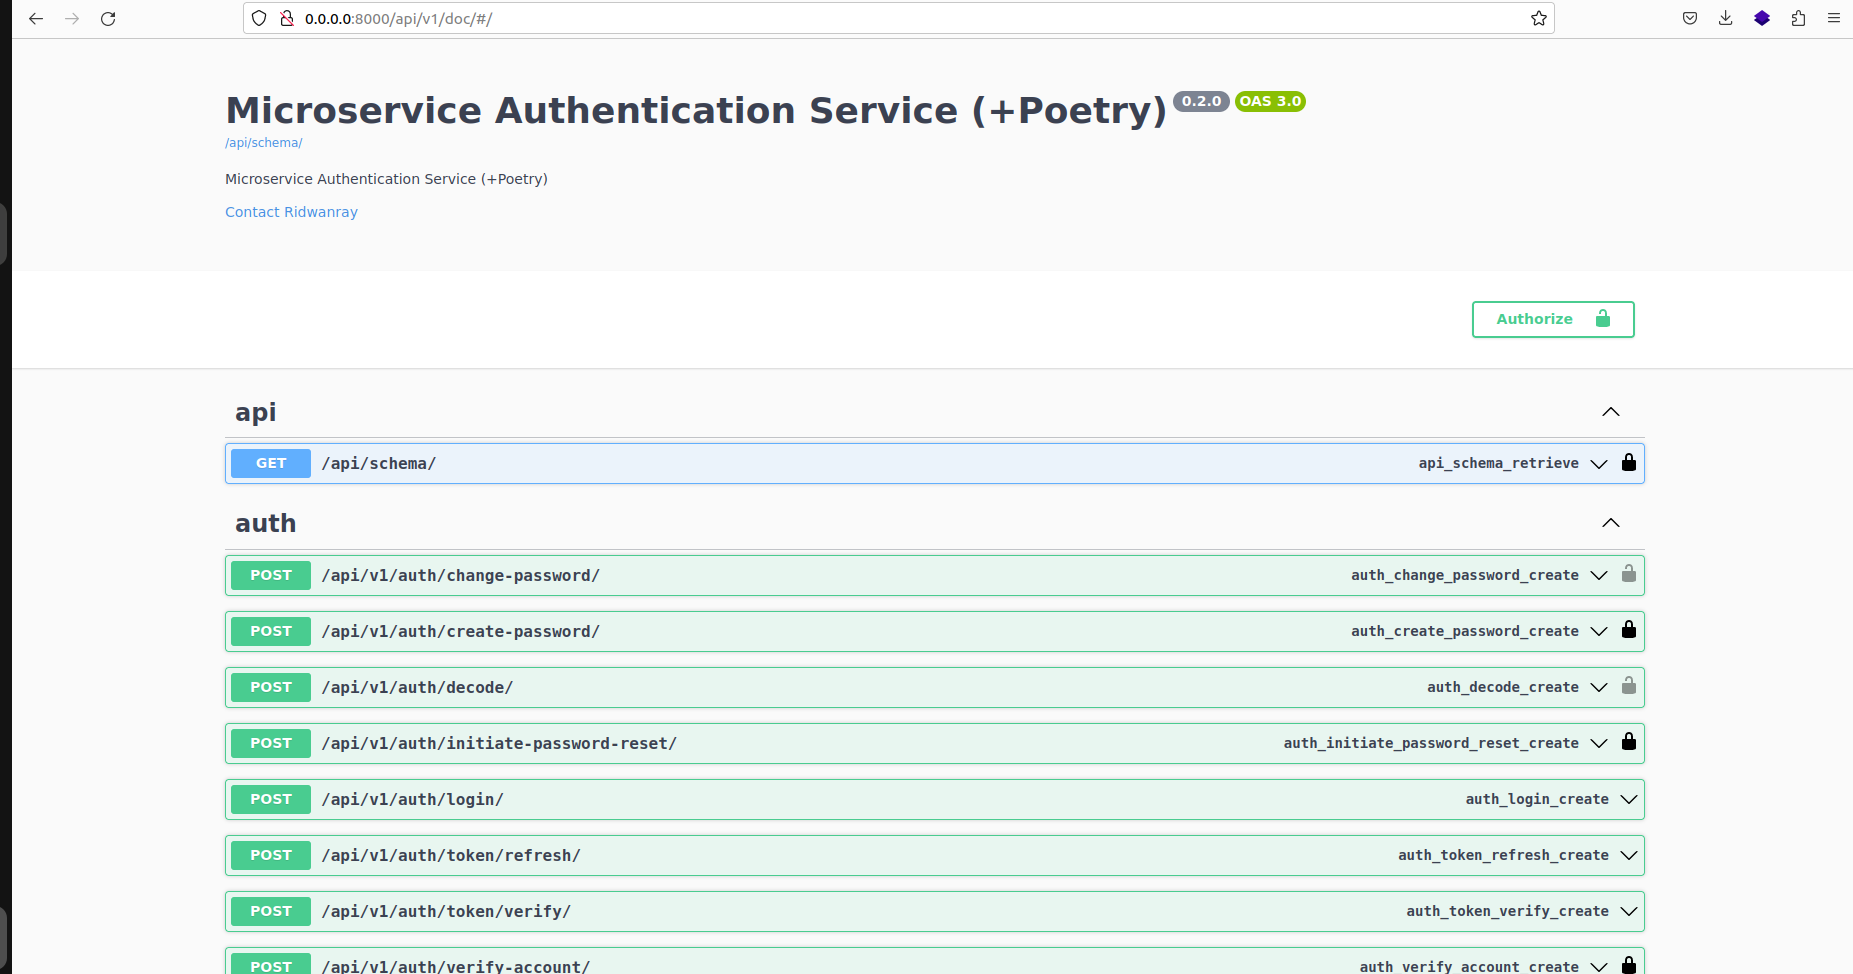 0.0.0.0:8000/api/v1/doc/#/
Microservice Authentication Service (+Poetry) 0.2.0 OAS 3.0
/api/schema/
Microservice Authentication Service (+Poetry)
Contact Ridwanray
Authorize
api
GET /api/schema/ api_schema_retrieve
auth
POST /api/v1/auth/change-password/ auth_change_password_create
POST /api/v1/auth/create-password/ auth_create_password_create
POST /api/v1/auth/decode/ auth_decode_create
POST /api/v1/auth/initiate-password-reset/ auth_initiate_password_reset_create
POST /api/v1/auth/login/ auth_login_create
POST /api/v1/auth/token/refresh/ auth_token_refresh_create
POST /api/v1/auth/token/verify/ auth_token_verify_create
POST /api/v1/auth/verify-account/ auth_verify_account_create